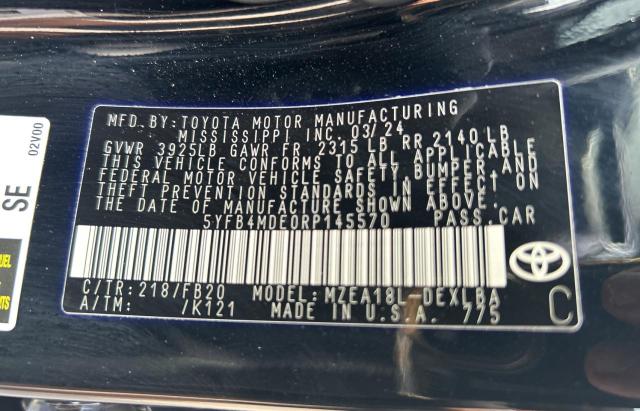 MFD. BY: TOYOTA MOTOR MANUFACTURING
MISSISSIPPI INC. 03/24
GVWR 3925LB GAWR FR 2315 LB RR 2140 LB
THIS VEHICLE CONFORMS TO ALL APPLICABLE
FEDERAL MOTOR VEHICLE SAFETY, BUMPER, AND
THEFT PREVENTION STANDARDS IN EFFECT ON
THE DATE OF MANUFACTURE SHOWN ABOVE.
5YFB4MDE0RP145570 PASS. CAR
C/TR: 218/FB20 MODEL: MZEA18L-DEXLBA
A/TM: /K121 MADE IN U.S.A. 775
C
TOYOTA
02V00
SE